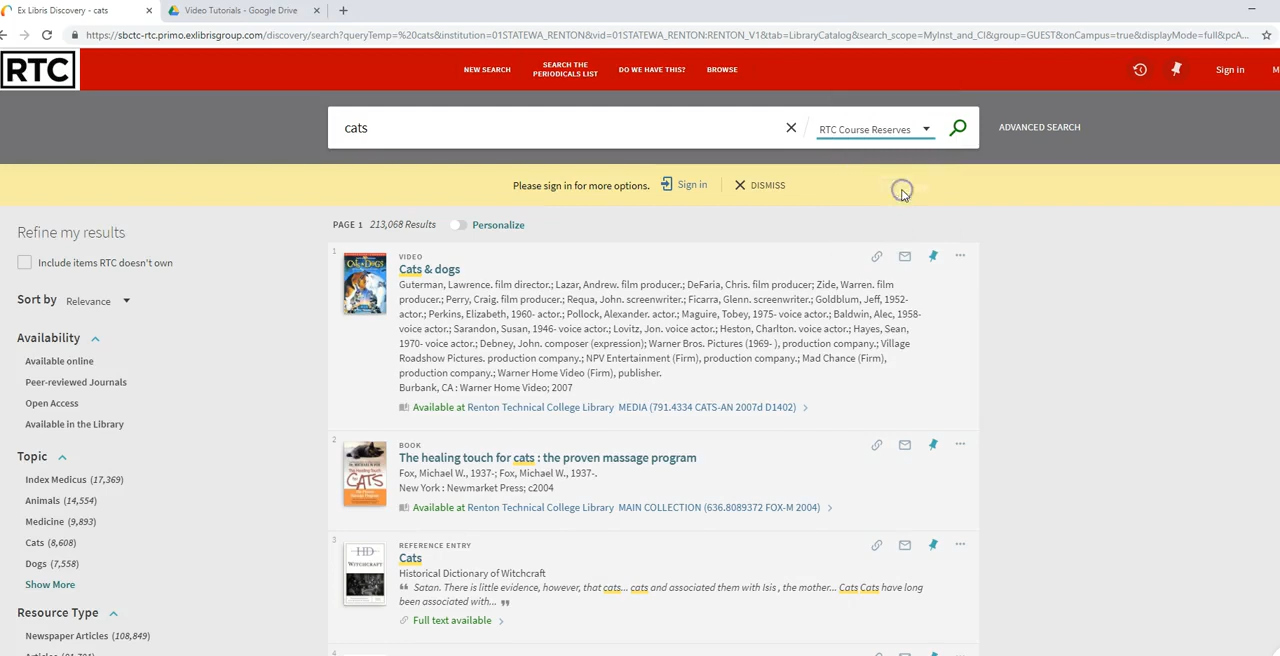 Ex Libris Discovery - cats
Video Tutorials - Google Drive
https://sbctc-rtc.primo.exlibrisgroup.com/discovery/search?queryTemp=%20cats&institution=01STATEWA_RENTON&vid=01STATEWA_RENTON:RENTON_V1&tab=LibraryCatalog&search_scope=MyInst_and_CI&group=GUEST&onCampus=true&displayMode=full&pcA...
RTC
NEW SEARCH
SEARCH THE
PERIODICALS LIST
DO WE HAVE THIS?
BROWSE
Sign in
M
cats
RTC Course Reserves
ADVANCED SEARCH
Please sign in for more options. Sign in DISMISS
Refine my results
Include items RTC doesn't own
Sort by Relevance
Availability
Available online
Peer-reviewed Journals
Open Access
Available in the Library
Topic
Index Medicus (17,369)
Animals (14,554)
Medicine (9,893)
Cats (8,608)
Dogs (7,558)
Show More
Resource Type
Newspaper Articles (108,849)
PAGE 1 213,068 Results Personalize
1
VIDEO
Cats & dogs
Guterman, Lawrence. film director.; Lazar, Andrew. film producer.; DeFaria, Chris. film producer; Zide, Warren. film
producer.; Perry, Craig. film producer.; Requa, John. screenwriter.; Ficarra, Glenn. screenwriter.; Goldblum, Jeff, 1952-
actor.; Perkins, Elizabeth, 1960- actor.; Pollock, Alexander. actor.; Maguire, Tobey, 1975- voice actor.; Baldwin, Alec, 1958-
voice actor.; Sarandon, Susan, 1946- voice actor.; Lovitz, Jon. voice actor.; Heston, Charlton. voice actor.; Hayes, Sean,
1970- voice actor.; Debney, John. composer (expression); Warner Bros. Pictures (1969- ), production company.; Village
Roadshow Pictures. production company.; NPV Entertainment (Firm), production company.; Mad Chance (Firm),
production company.; Warner Home Video (Firm), publisher.
Burbank, CA : Warner Home Video; 2007
Available at Renton Technical College Library MEDIA (791.4334 CATS-AN 2007d D1402)
2
BOOK
The healing touch for cats : the proven massage program
Fox, Michael W., 1937-; Fox, Michael W., 1937-.
New York : Newmarket Press; c2004
Available at Renton Technical College Library MAIN COLLECTION (636.8089372 FOX-M 2004)
3
HD
WITCHCRAFT
REFERENCE ENTRY
Cats
Historical Dictionary of Witchcraft
“ Satan. There is little evidence, however, that cats... cats and associated them with Isis , the mother... Cats Cats have long
been associated with... ”
Full text available
4